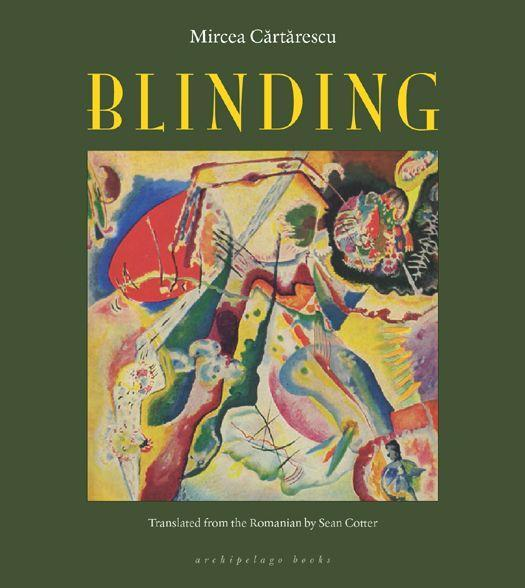 Mircea Cărtărescu
BLINDING
Translated from the Romanian by Sean Cotter
archipelago books